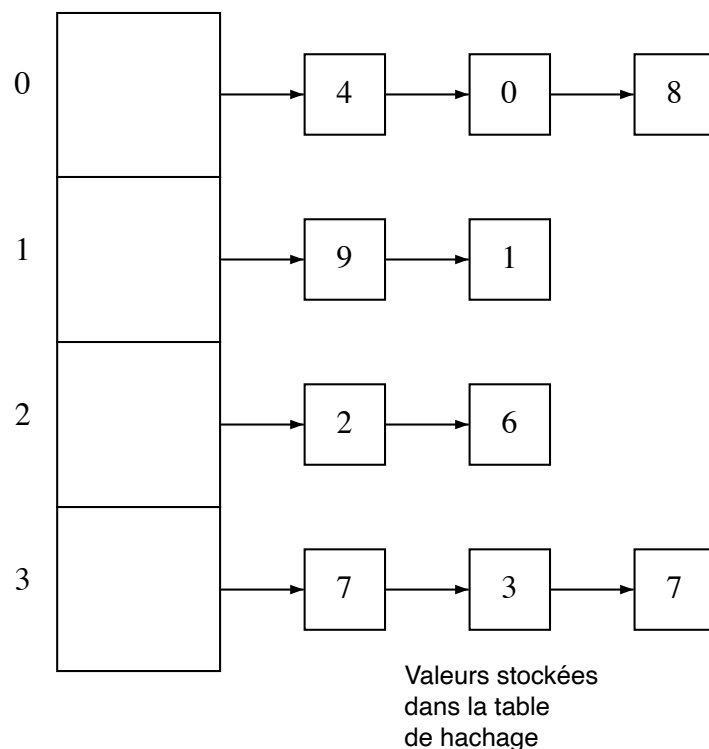 0 4 0 8
1 9 1
2 2 6
3 7 3 7
Valeurs stockées
dans la table
de hachage